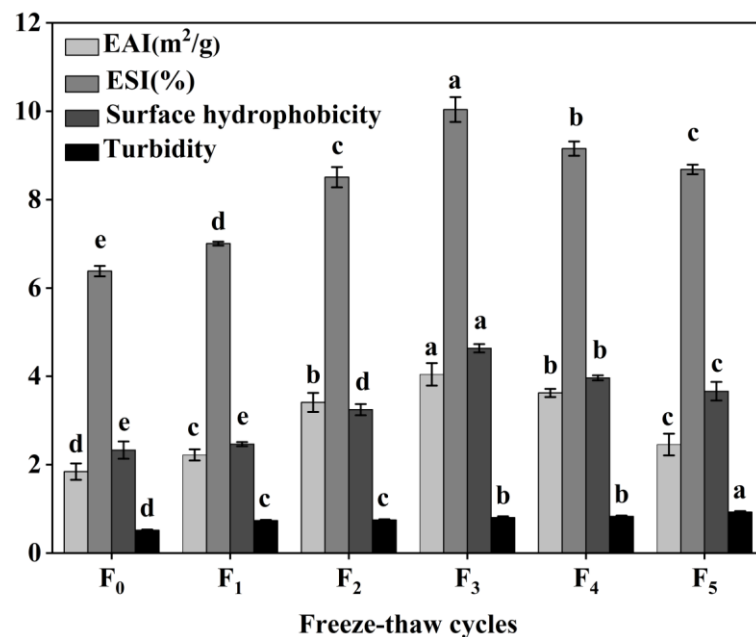 12
10
8
6
4
2
0
EAI(m²/g)
ESI(%)
Surface hydrophobicity
Turbidity
d e e d
c d e c
b c d c
a a a b
b b b b
c c c a
F₀ F₁ F₂ F₃ F₄ F₅
Freeze-thaw cycles